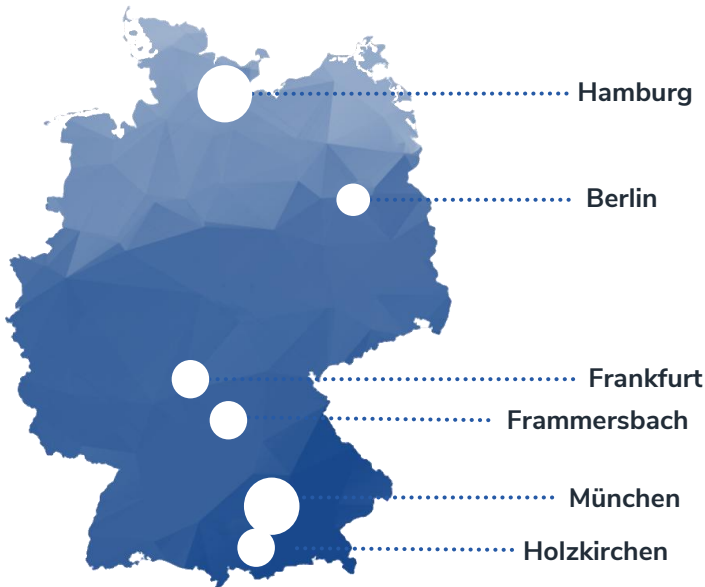 Hamburg
Berlin
Frankfurt
Frammersbach
München
Holzkirchen